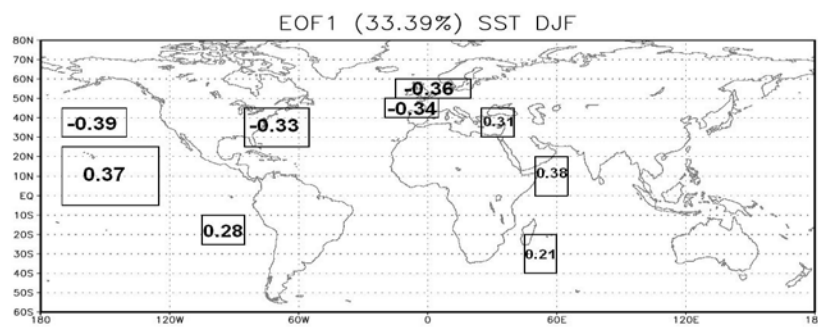 EOF1 (33.39%) SST DJF
80N
70N
60N
-0.36
50N
-0.34
-0.39
-0.33
0.31
40N
30N
20N
0.37
0.38
10N
EQ
10S
0.28
20S
0.21
30S
40S
50S
60S
180 120W 60W 0 60E 120E 18